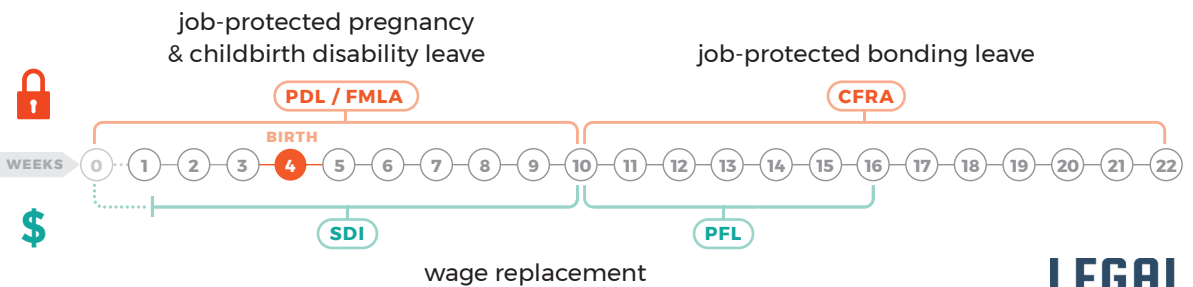 job-protected pregnancy
& childbirth disability leave
job-protected bonding leave
PDL / FMLA
CFRA
BIRTH
WEEKS 0 1 2 3 4 5 6 7 8 9 10 11 12 13 14 15 16 17 18 19 20 21 22
$
SDI
PFL
wage replacement
LEGAL